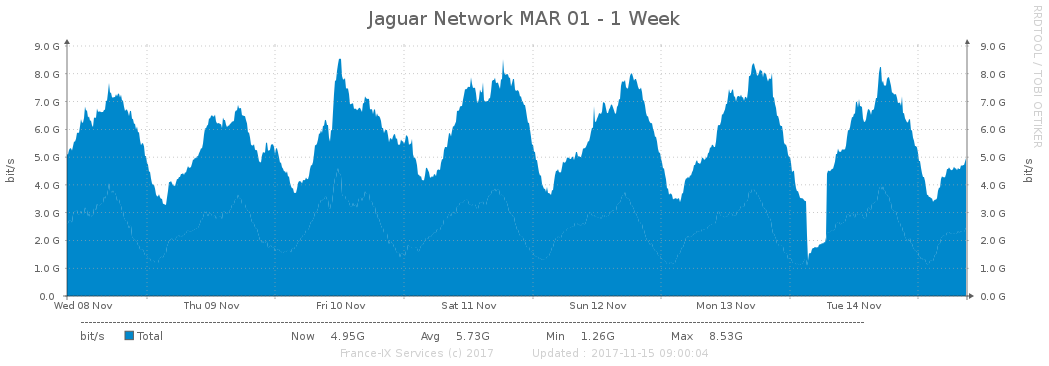 Jaguar Network MAR 01 - 1 Week
RRDTOOL / TOBI OETIKER
bit/s
bit/s
9.0 G 9.0 G
8.0 G 8.0 G
7.0 G 7.0 G
6.0 G 6.0 G
5.0 G 5.0 G
4.0 G 4.0 G
3.0 G 3.0 G
2.0 G 2.0 G
1.0 G 1.0 G
0.0 0.0 G
Wed 08 Nov Thu 09 Nov Fri 10 Nov Sat 11 Nov Sun 12 Nov Mon 13 Nov Tue 14 Nov
bit/s Total Now 4.95G Avg 5.73G Min 1.26G Max 8.53G
France-IX Services (c) 2017 Updated : 2017-11-15 09:00:04